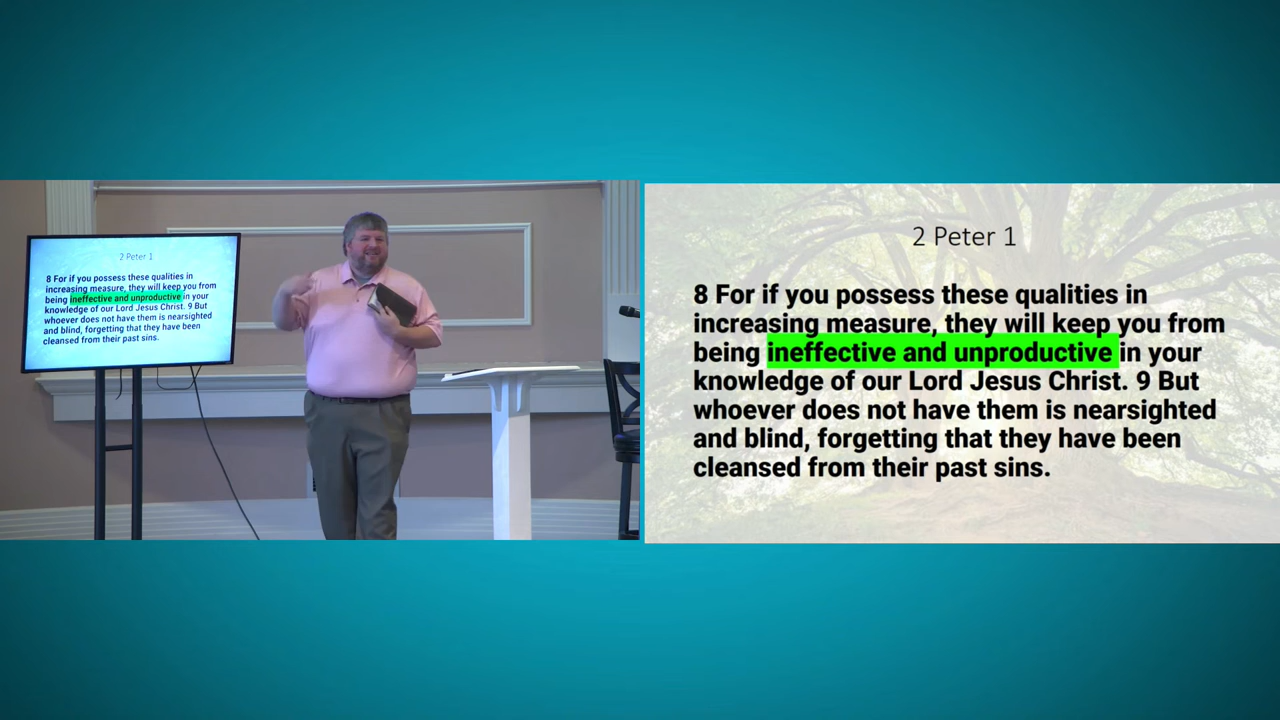 2 Peter 1
8 For if you possess these qualities in
increasing measure, they will keep you from
being ineffective and unproductive in your
knowledge of our Lord Jesus Christ. 9 But
whoever does not have them is nearsighted
and blind, forgetting that they have been
cleansed from their past sins.
2 Peter 1
8 For if you possess these qualities in
increasing measure, they will keep you from
being ineffective and unproductive in your
knowledge of our Lord Jesus Christ. 9 But
whoever does not have them is nearsighted
and blind, forgetting that they have been
cleansed from their past sins.